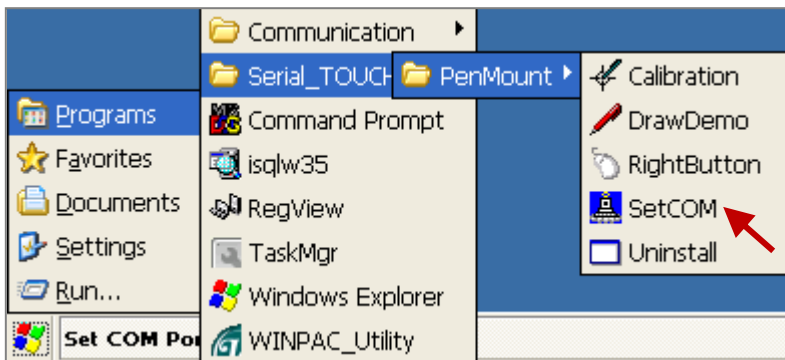 Programs
Favorites
Documents
Settings
Run...
Set COM Po
Communication
Serial_TOUCH
Command Prompt
isqlw35
RegView
TaskMgr
Windows Explorer
WINPAC_Utility
PenMount
Calibration
DrawDemo
RightButton
SetCOM
Uninstall